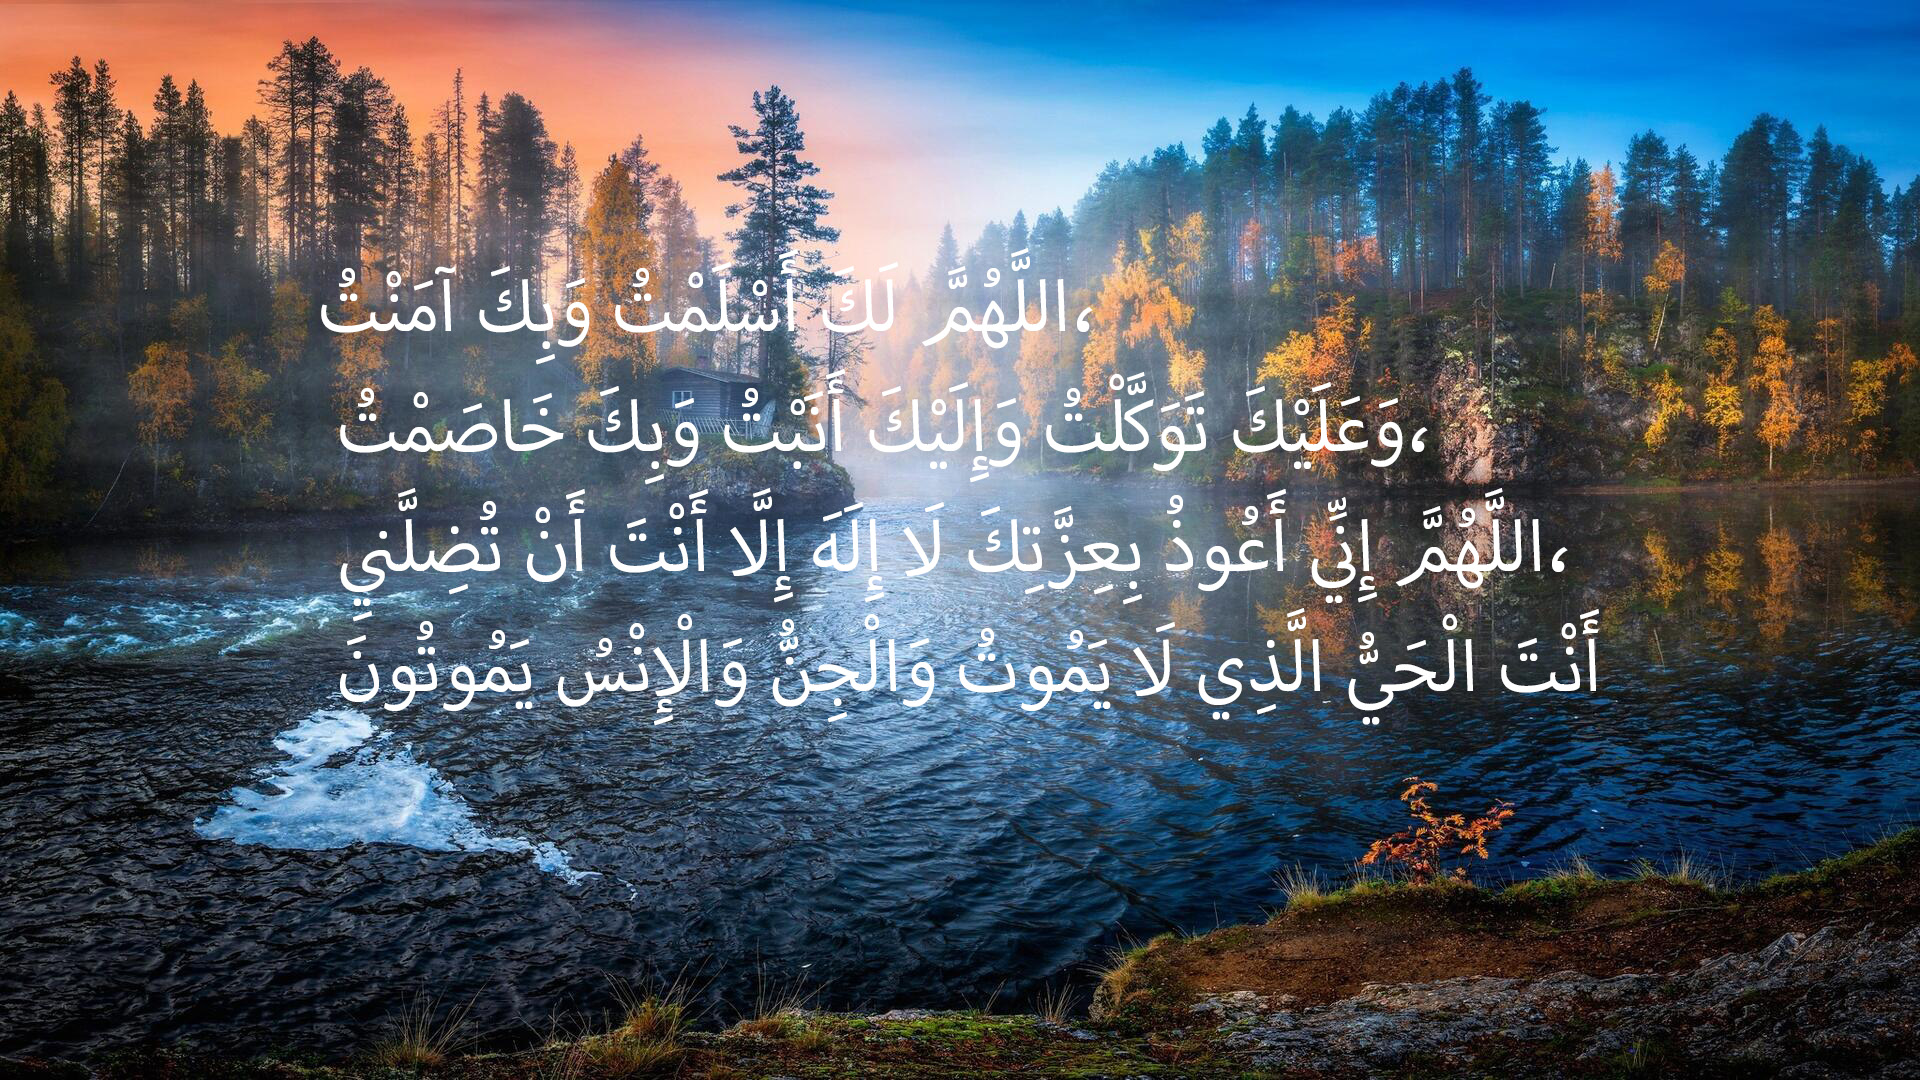 اللَّهُمَّ لَكَ أَسْلَمْتُ وَبِكَ آمَنْتُ،
وَعَلَيْكَ تَوَكَّلْتُ وَإِلَيْكَ أَنَبْتُ وَبِكَ خَاصَمْتُ،
اللَّهُمَّ إِنِّي أَعُوذُ بِعِزَّتِكَ لَا إِلَهَ إِلَّا أَنْتَ أَنْ تُضِلَّنِي،
أَنْتَ الْحَيُّ الَّذِي لَا يَمُوتُ وَالْجِنُّ وَالْإِنْسُ يَمُوتُونَ